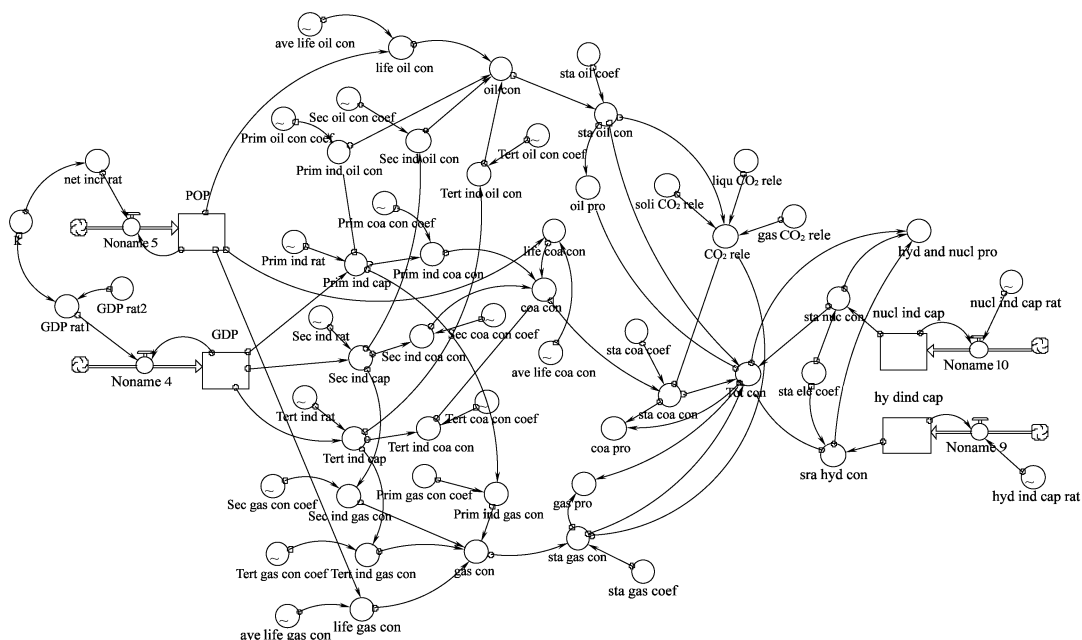 ave life oil con
life oil con
oil con
sta oil coef
Sec oil con coef
Prim oil con coef
sta oil con
Sec ind oil con
Tert oil con coef
Prim ind oil con
net incr rat
Tert ind oil con
liqu CO₂ rele
POP
oil pro
soli CO₂ rele
k
Prim coa con coef
gas CO₂ rele
Noname 5
life coa con
CO₂ rele
hyd and nucl pro
Prim ind rat
Prim ind cap
Prim ind coa con
GDP rat2
coa con
nucl ind cap rat
GDP rat1
sta nuc con
nucl ind cap
GDP
Sec ind rat
Sec coa con coef
Sec ind coa con
sta coa coef
Noname 4
Sec ind cap
ave life coa con
Noname 10
Tot con
sta ele coef
hy dind cap
Tert ind rat
Tert coa con coef
sta coa con
Tert ind cap
Tert ind coa con
coa pro
Noname 9
sra hyd con
Prim gas con coef
hyd ind cap rat
Sec gas con coef
Sec ind gas con
Prim ind gas con
gas pro
Tert gas con coef
Tert ind gas con
gas con
sta gas con
sta gas coef
ave life gas con
life gas con